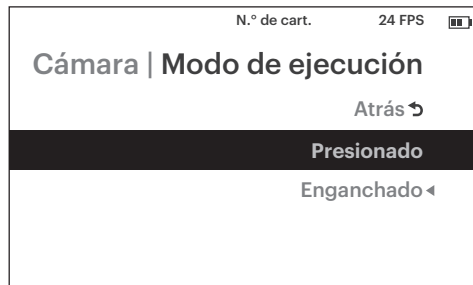 N.° de cart. 24 FPS
Cámara | Modo de ejecución
Atrás
Presionado
Enganchado